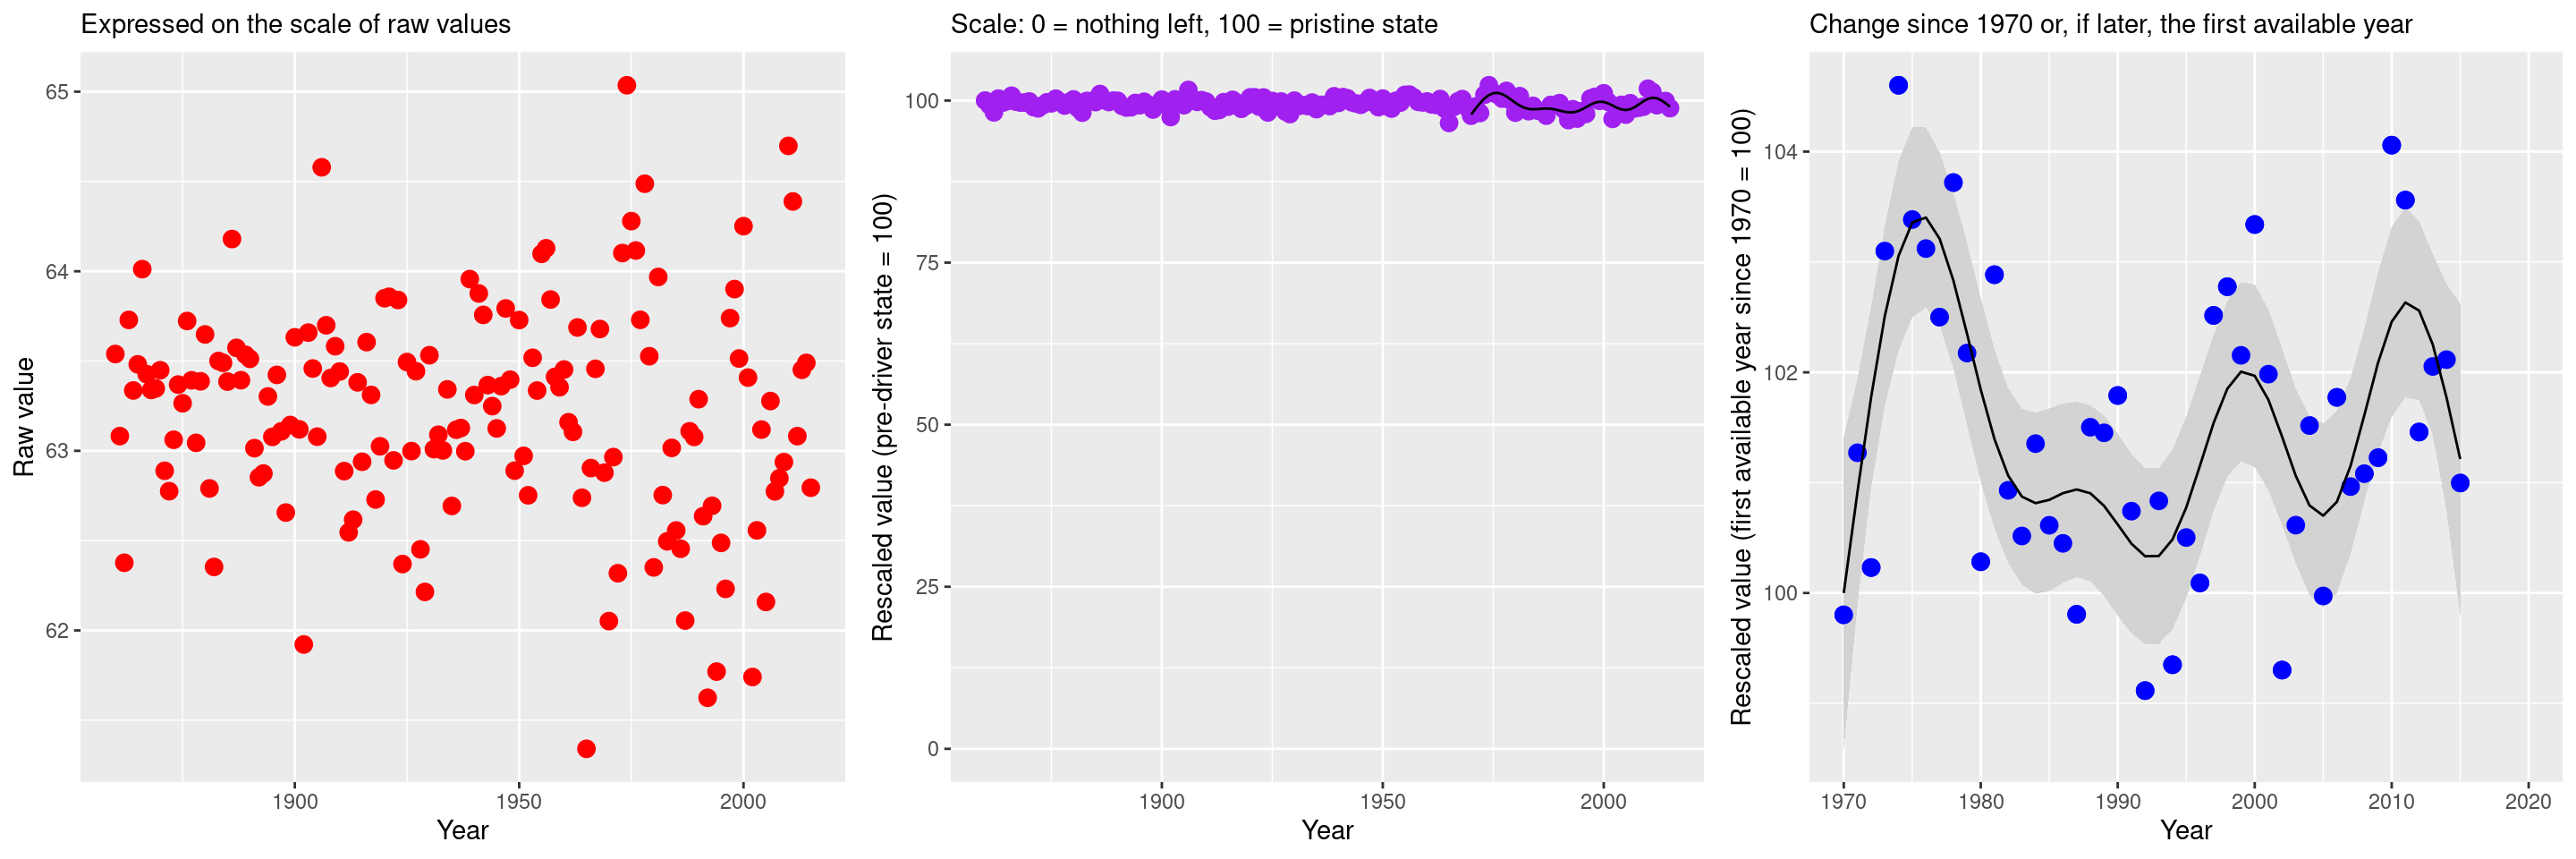 Expressed on the scale of raw values
Raw value
65
64
63
62
1900
1950
2000
Year
Scale: 0 = nothing left, 100 = pristine state
Rescaled value (pre-driver state = 100)
100
75
50
25
0
1900
1950
2000
Year
Change since 1970 or, if later, the first available year
Rescaled value (first available year since 1970 = 100)
104
102
100
1970
1980
1990
2000
2010
2020
Year